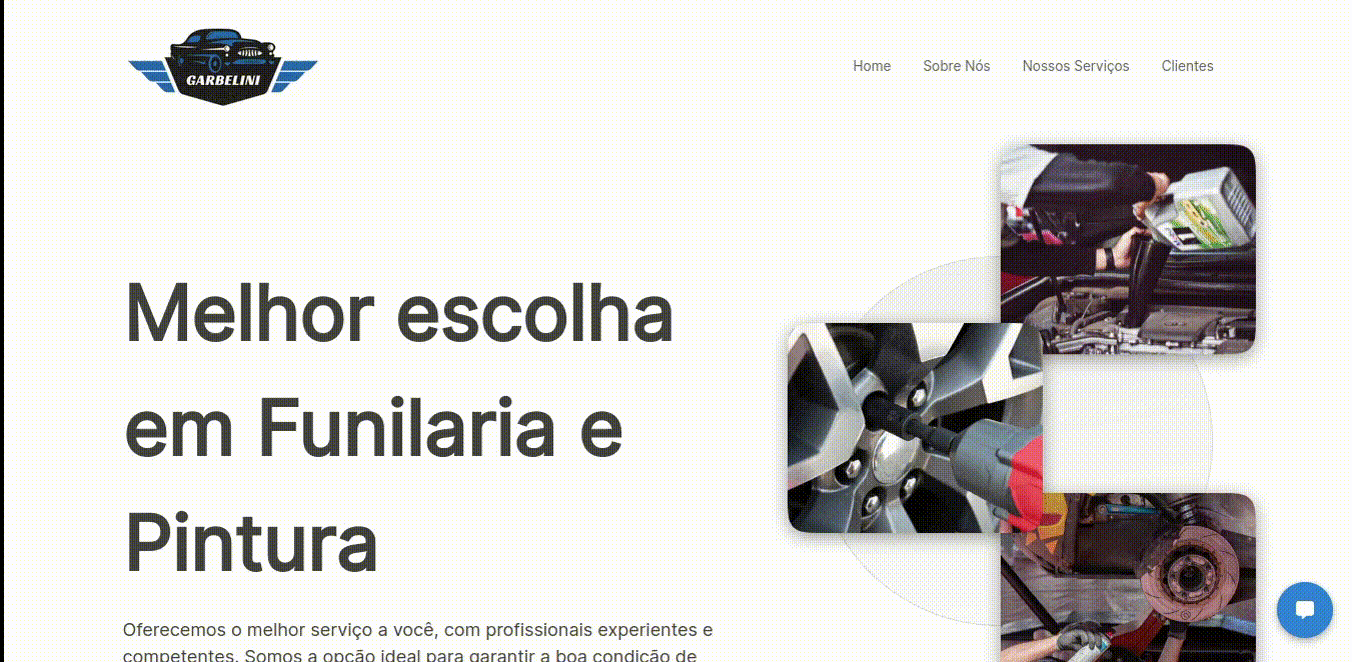 GARBELINI
Home Sobre Nós Nossos Serviços Clientes
Melhor escolha
em Funilaria e
Pintura
Oferecemos o melhor serviço a você, com profissionais experientes e
competentes. Somos a opção ideal para garantir a boa condição de